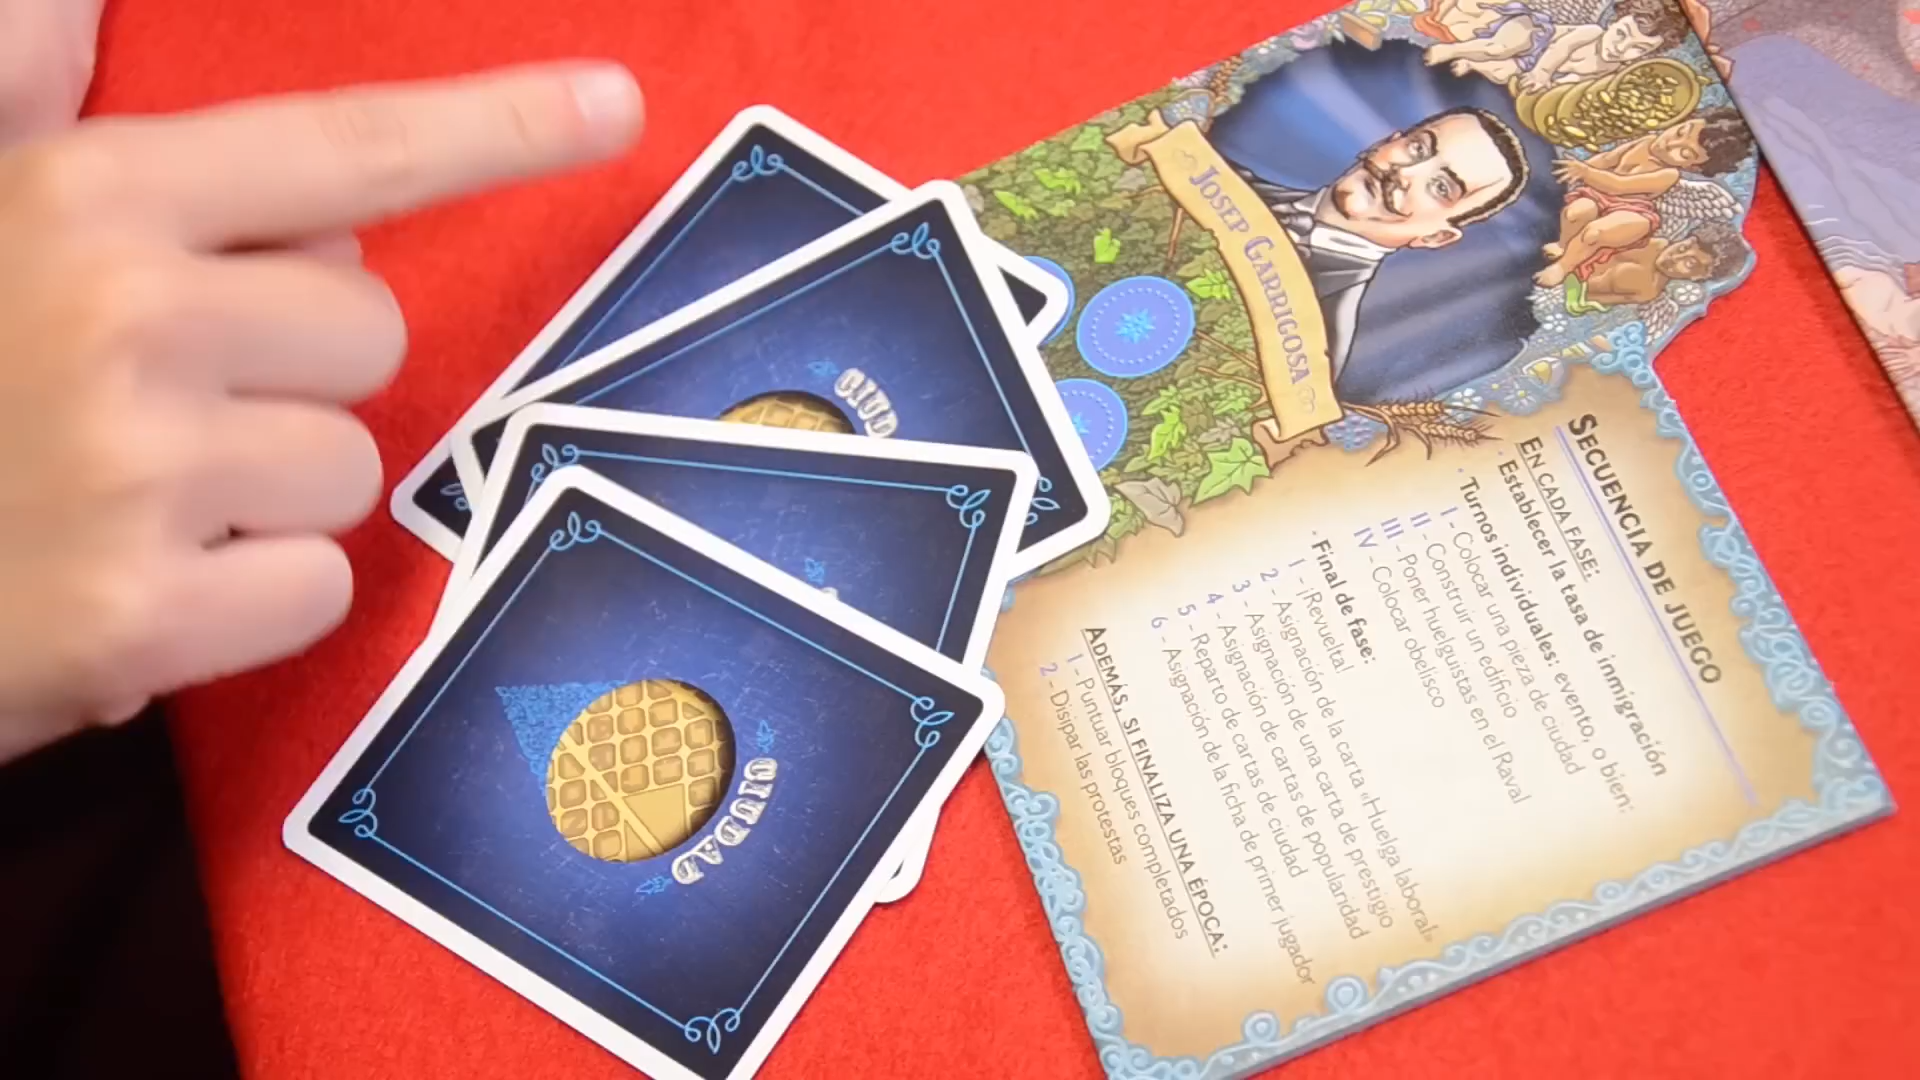 CIUD
CIUDAD
JOSEP GARRIGOSA
SECUENCIA DE JUEGO
EN CADA FASE:
· Establecer la tasa de inmigración
· Turnos individuales: evento, o bien:
I - Colocar una pieza de ciudad
II - Construir un edificio
III - Poner huelguistas en el Raval
IV - Colocar obelisco
· Final de fase:
1 - ¡Revuelta!
2 - Asignación de la carta «Huelga laboral»
3 - Asignación de una carta de prestigio
4 - Asignación de cartas de popularidad
5 - Reparto de cartas de ciudad
6 - Asignación de la ficha de primer jugador
ADEMÁS, SI FINALIZA UNA ÉPOCA:
1 - Puntuar bloques completados
2 - Disipar las protestas